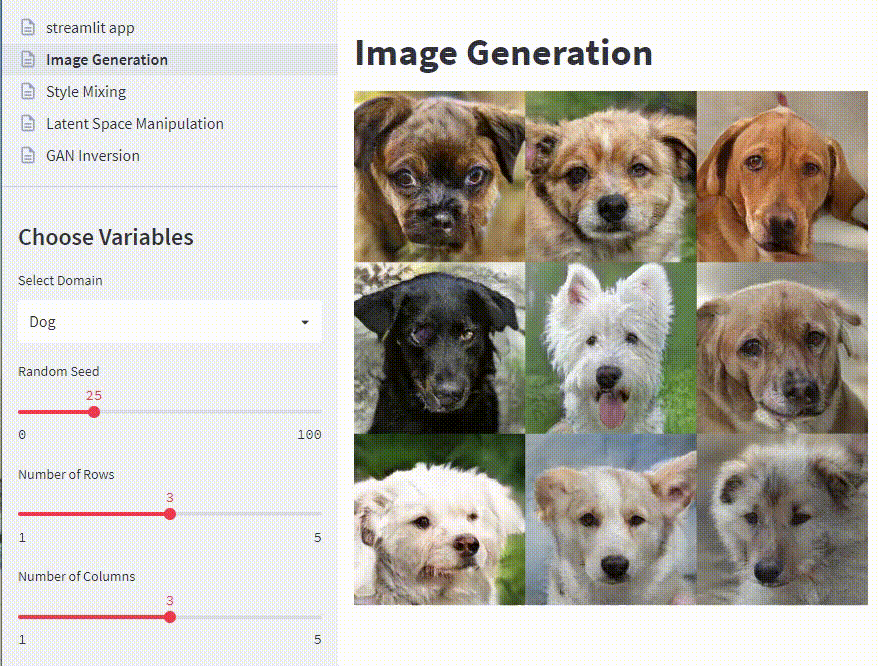 streamlit app
Image Generation
Style Mixing
Latent Space Manipulation
GAN Inversion
Choose Variables
Select Domain
Dog
Random Seed
25
0 100
Number of Rows
3
1 5
Number of Columns
3
1 5
Image Generation